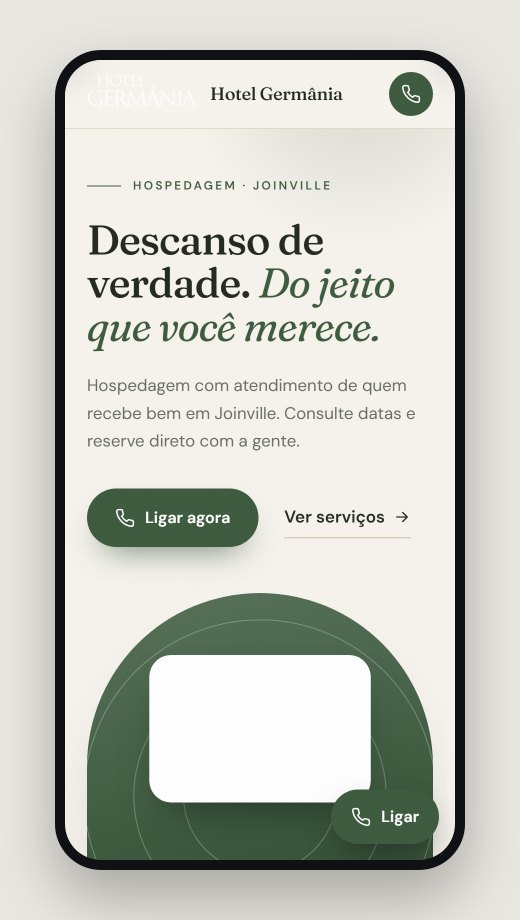 HOTEL
GERMÂNIA
Hotel Germânia
HOSPEDAGEM · JOINVILLE
Descanso de
verdade. Do jeito
que você merece.
Hospedagem com atendimento de quem
recebe bem em Joinville. Consulte datas e
reserve direto com a gente.
Ligar agora
Ver serviços →
Ligar